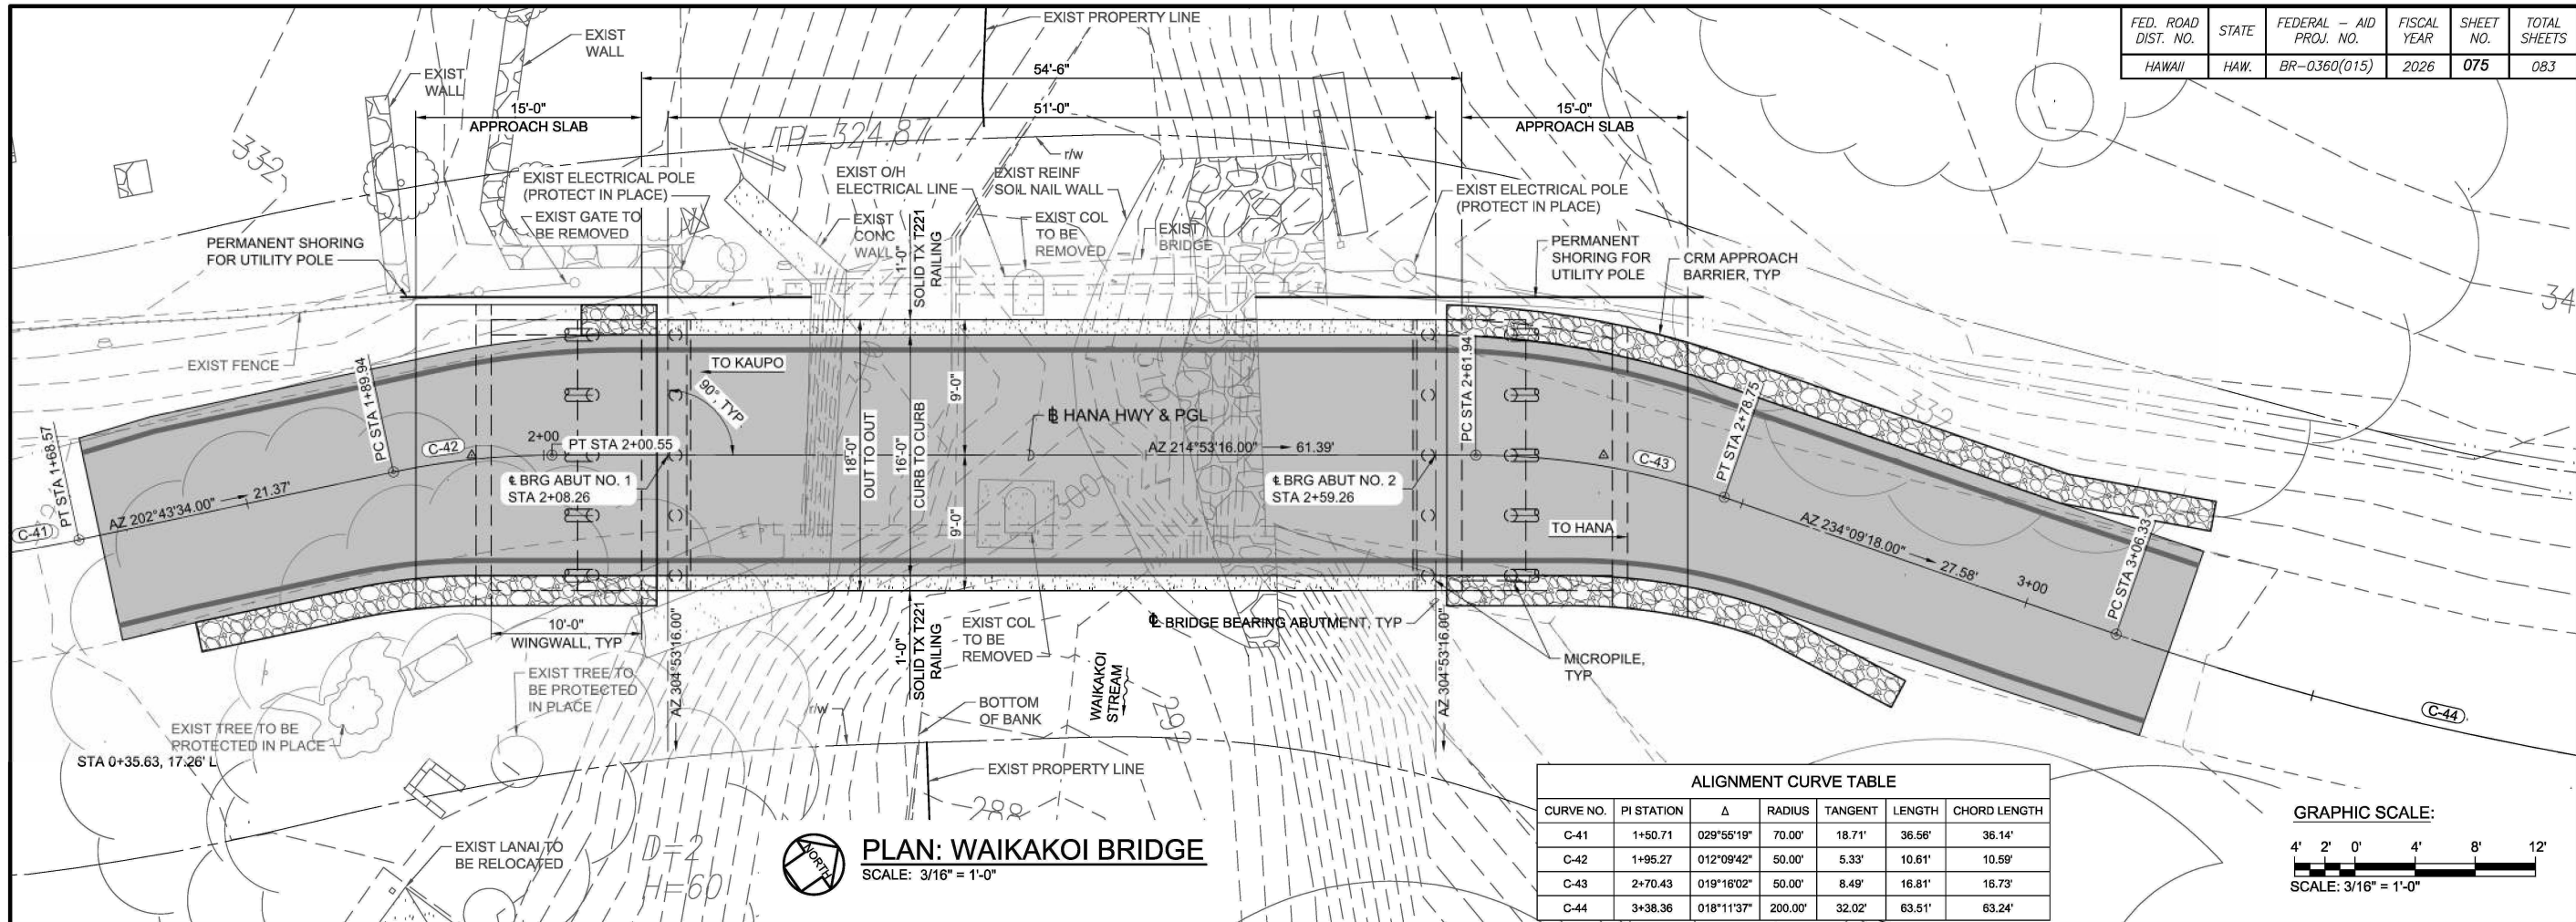 FED. ROAD DIST. NO.
STATE
FEDERAL - AID PROJ. NO.
FISCAL YEAR
SHEET NO.
TOTAL SHEETS
HAWAII
HAW.
BR-0360(015)
2026
075
083
EXIST PROPERTY LINE
EXIST
WALL
EXIST
WALL
54'-6"
15'-0"
APPROACH SLAB
51'-0"
15'-0"
APPROACH SLAB
332
TP=324.87
r/w
EXIST ELECTRICAL POLE
(PROTECT IN PLACE)
EXIST O/H
ELECTRICAL LINE
EXIST REINF
SOIL NAIL WALL
EXIST ELECTRICAL POLE
(PROTECT IN PLACE)
EXIST GATE TO
BE REMOVED
EXIST
CONC
WALL
1'-0"
SOLID TX T221
RAILING
EXIST COL
TO BE
REMOVED
EXIST
BRIDGE
PERMANENT SHORING
FOR UTILITY POLE
PERMANENT
SHORING FOR
UTILITY POLE
CRM APPROACH
BARRIER, TYP
34
EXIST FENCE
TO KAUPO
90°, TYP
PC STA 1+89.94
PT STA 1+68.57
C-41
AZ 202°43'34.00" 21.37'
C-42
2+00
PT STA 2+00.55
℄ BRG ABUT NO. 1
STA 2+08.26
18'-0"
OUT TO OUT
16'-0"
CURB TO CURB
9'-0"
9'-0"
℄ HANA HWY & PGL
AZ 214°53'16.00" 61.39'
300
℄ BRG ABUT NO. 2
STA 2+59.26
PC STA 2+61.94
C-43
PT STA 2+78.75
332
TO HANA
AZ 234°09'18.00" 27.58'
3+00
PC STA 3+06.33
C-44
10'-0"
WINGWALL, TYP
AZ 304°53'16.00"
1'-0"
SOLID TX T221
RAILING
EXIST COL
TO BE
REMOVED
℄ BRIDGE BEARING ABUTMENT, TYP
AZ 304°53'16.00"
MICROPILE,
TYP
EXIST TREE TO
BE PROTECTED
IN PLACE
EXIST TREE TO BE
PROTECTED IN PLACE
STA 0+35.63, 17.26' L
r/w
BOTTOM
OF BANK
WAIKAKOI
STREAM
292
EXIST PROPERTY LINE
288
EXIST LANAI TO
BE RELOCATED
D=2
H=60
NORTH
PLAN: WAIKAKOI BRIDGE
SCALE: 3/16" = 1'-0"
ALIGNMENT CURVE TABLE
CURVE NO. PI STATION Δ RADIUS TANGENT LENGTH CHORD LENGTH
C-41 1+50.71 029°55'19" 70.00' 18.71' 36.56' 36.14'
C-42 1+95.27 012°09'42" 50.00' 5.33' 10.61' 10.59'
C-43 2+70.43 019°16'02" 50.00' 8.49' 16.81' 16.73'
C-44 3+38.36 018°11'37" 200.00' 32.02' 63.51' 63.24'
GRAPHIC SCALE:
4' 2' 0' 4' 8' 12'
SCALE: 3/16" = 1'-0"